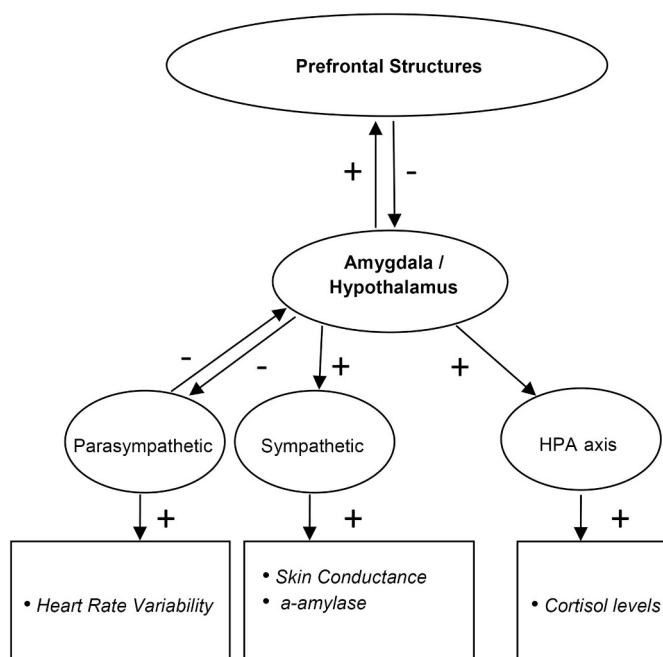 Prefrontal Structures
+ -
Amygdala /
Hypothalamus
- - + +
Parasympathetic Sympathetic HPA axis
+ + +
• Heart Rate Variability
• Skin Conductance
• a-amylase
• Cortisol levels